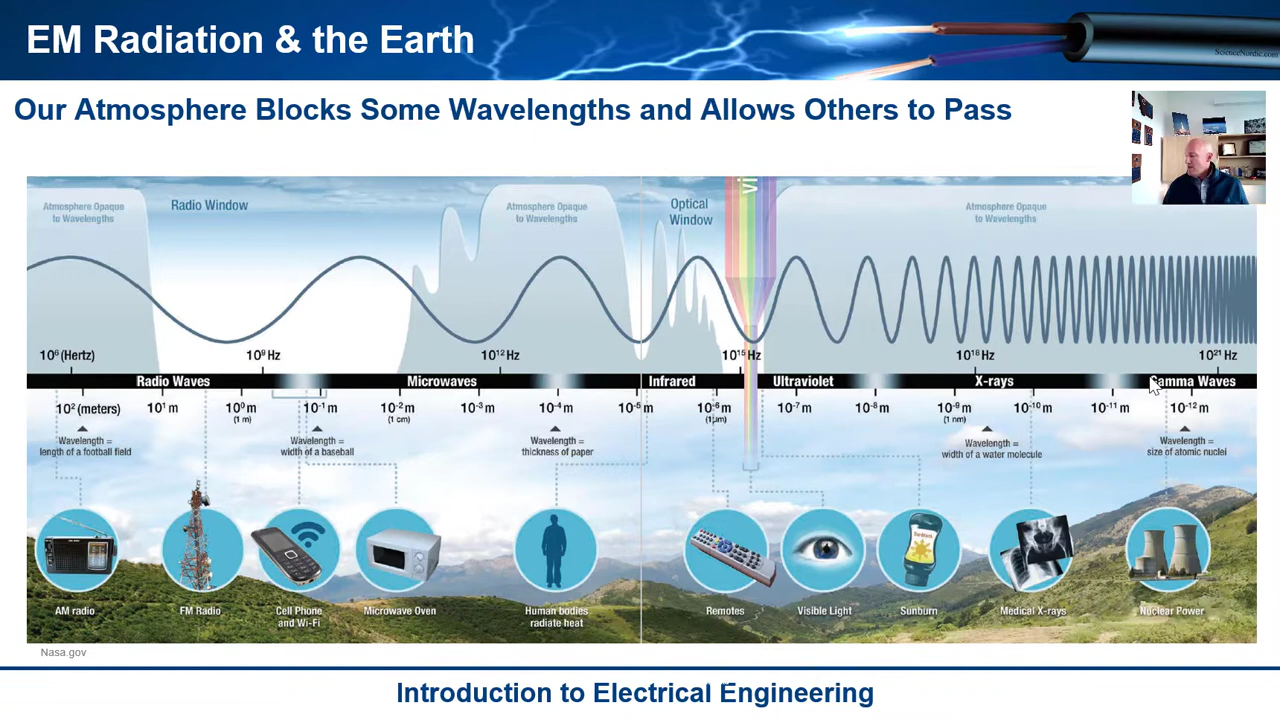 EM Radiation & the Earth
ScienceNordic.com
Our Atmosphere Blocks Some Wavelengths and Allows Others to Pass
Atmosphere Opaque
to Wavelengths
Radio Window
Atmosphere Opaque
to Wavelengths
Optical
Window
vi
Atmosphere Opaque
to Wavelengths
10⁶ (Hertz)
10⁹ Hz
10¹² Hz
10¹⁵ Hz
10¹⁸ Hz
10²¹ Hz
Radio Waves
Microwaves
Infrared
Ultraviolet
X-rays
Gamma Waves
10² (meters)
10¹ m
10⁰ m
(1 m)
10⁻¹ m
10⁻² m
(1 cm)
10⁻³ m
10⁻⁴ m
10⁻⁵ m
10⁻⁶ m
(1μm)
10⁻⁷ m
10⁻⁸ m
10⁻⁹ m
(1 nm)
10⁻¹⁰ m
10⁻¹¹ m
10⁻¹² m
Wavelength =
length of a football field
Wavelength =
width of a baseball
Wavelength =
thickness of paper
Wavelength =
width of a water molecule
Wavelength =
size of atomic nuclei
Sunblock
AM radio
FM Radio
Cell Phone
and Wi-Fi
Microwave Oven
Human bodies
radiate heat
Remotes
Visible Light
Sunburn
Medical X-rays
Nuclear Power
Nasa.gov
Introduction to Electrical Engineering